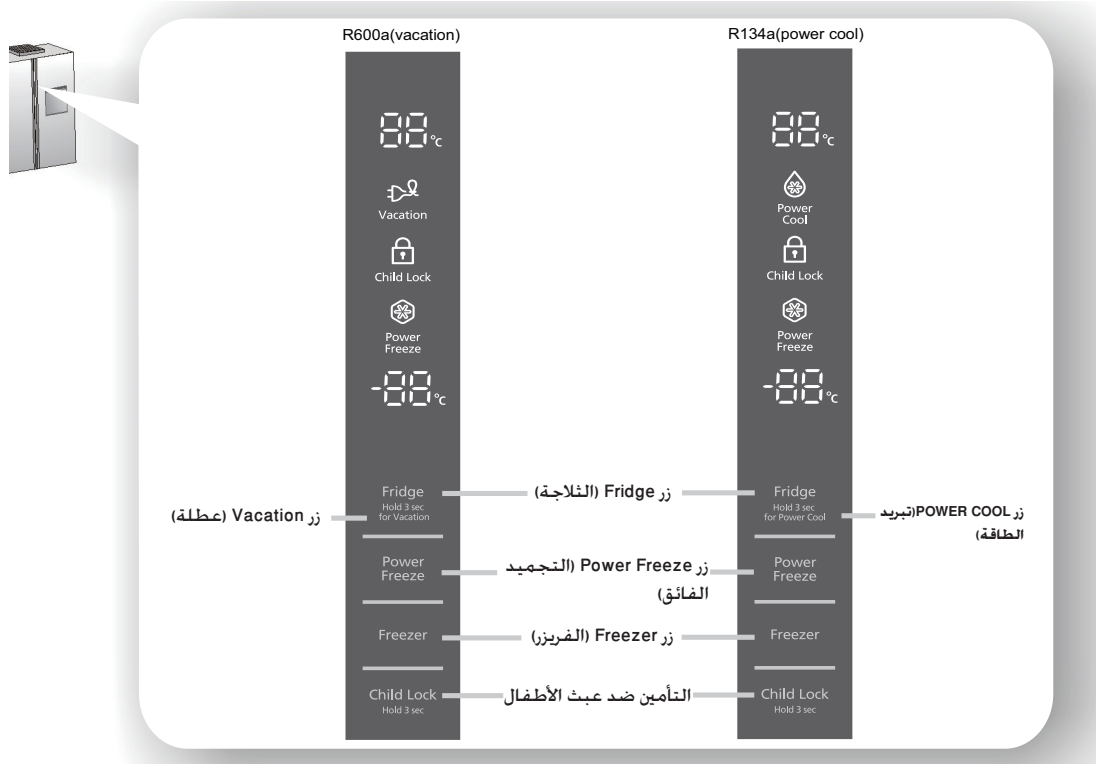 R600a(vacation)
88°C
Vacation
Child Lock
Power
Freeze
-88°C
Fridge
Hold 3 sec
for Vacation
Power
Freeze
Freezer
Child Lock
Hold 3 sec
زر Vacation (عطلة)
زر Fridge (الثلاجة)
زر Power Freeze (التجميد
الفائق)
زر Freezer (الفريزر)
التأمين ضد عبث الأطفال
R134a(power cool)
88°C
Power
Cool
Child Lock
Power
Freeze
-88°C
Fridge
Hold 3 sec
for Power Cool
Power
Freeze
Freezer
Child Lock
Hold 3 sec
زر POWER COOL(تبريد
الطاقة)